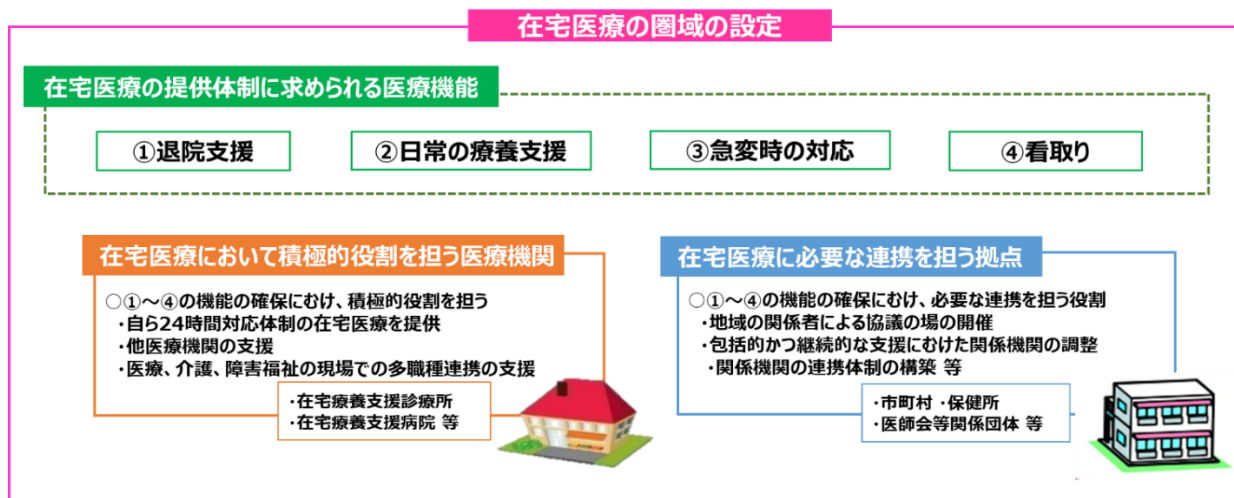 在宅医療の圏域の設定
在宅医療の提供体制に求められる医療機能
①退院支援
②日常の療養支援
③急変時の対応
④看取り
在宅医療において積極的役割を担う医療機関
○①～④の機能の確保にむけ、積極的役割を担う
・自ら24時間対応体制の在宅医療を提供
・他医療機関の支援
・医療、介護、障害福祉の現場での多職種連携の支援
・在宅療養支援診療所
・在宅療養支援病院 等
在宅医療に必要な連携を担う拠点
○①～④の機能の確保にむけ、必要な連携を担う役割
・地域の関係者による協議の場の開催
・包括的かつ継続的な支援にむけた関係機関の調整
・関係機関の連携体制の構築 等
・市町村 ・保健所
・医師会等関係団体 等